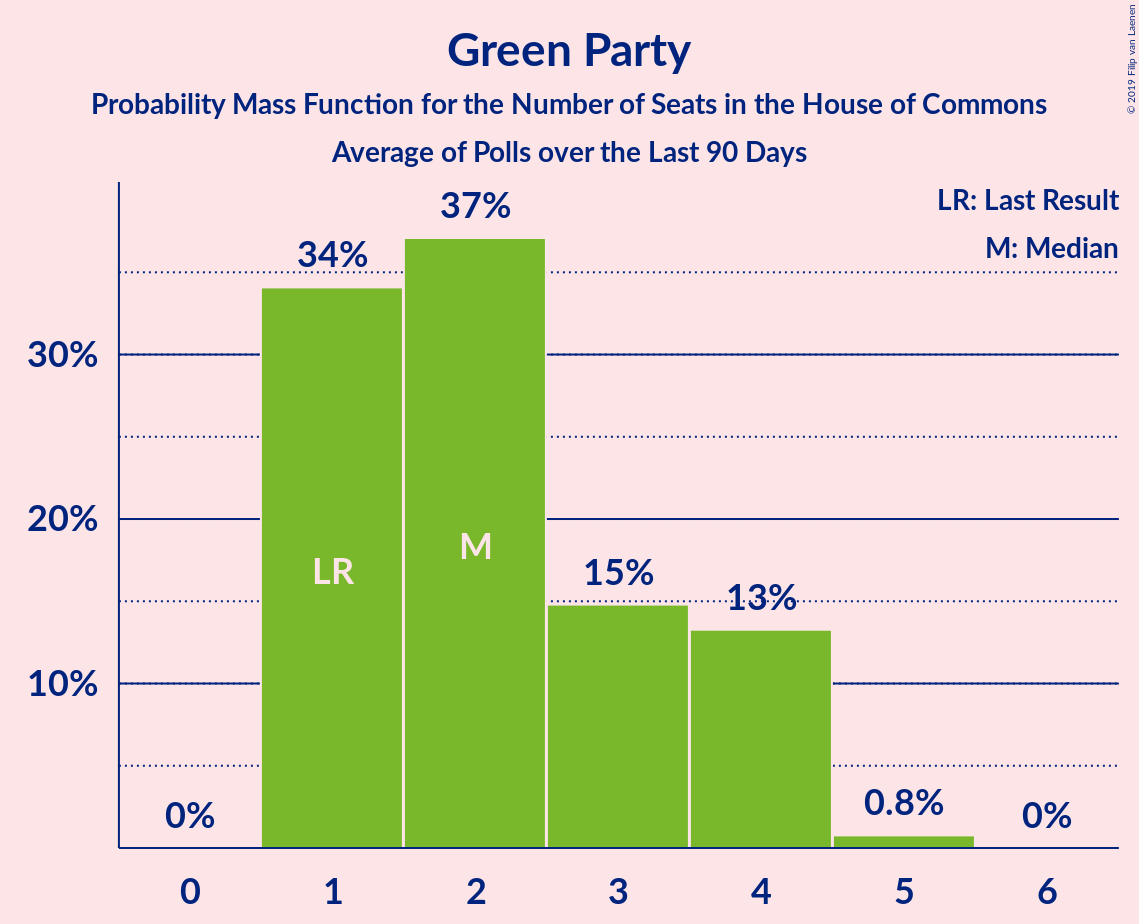 Green Party
Probability Mass Function for the Number of Seats in the House of Commons
Average of Polls over the Last 90 Days
© 2019 Filip van Laenen
LR: Last Result
M: Median
37%
34%
30%
20%
10%
LR
M
15%
13%
0%
0.8%
0%
0 1 2 3 4 5 6